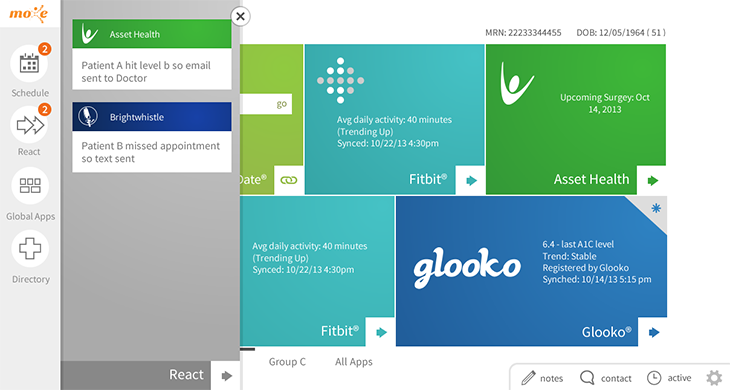 moxe
MRN: 22233344455 DOB: 12/05/1964 ( 51 )
2
Schedule
2
React
Global Apps
Directory
Asset Health
Patient A hit level b so email
sent to Doctor
Brightwhistle
Patient B missed appointment
so text sent
React
go
Date®
Avg daily activity: 40 minutes
(Trending Up)
Synced: 10/22/13 4:30pm
Fitbit®
Upcoming Surgey: Oct
14, 2013
Asset Health
Avg daily activity: 40 minutes
(Trending Up)
Synced: 10/22/13 4:30pm
Fitbit®
glooko
6.4 - last A1C level
Trend: Stable
Registered by Glooko
Synched: 10/14/13 5:15 pm
Glooko®
Group C All Apps
notes contact active